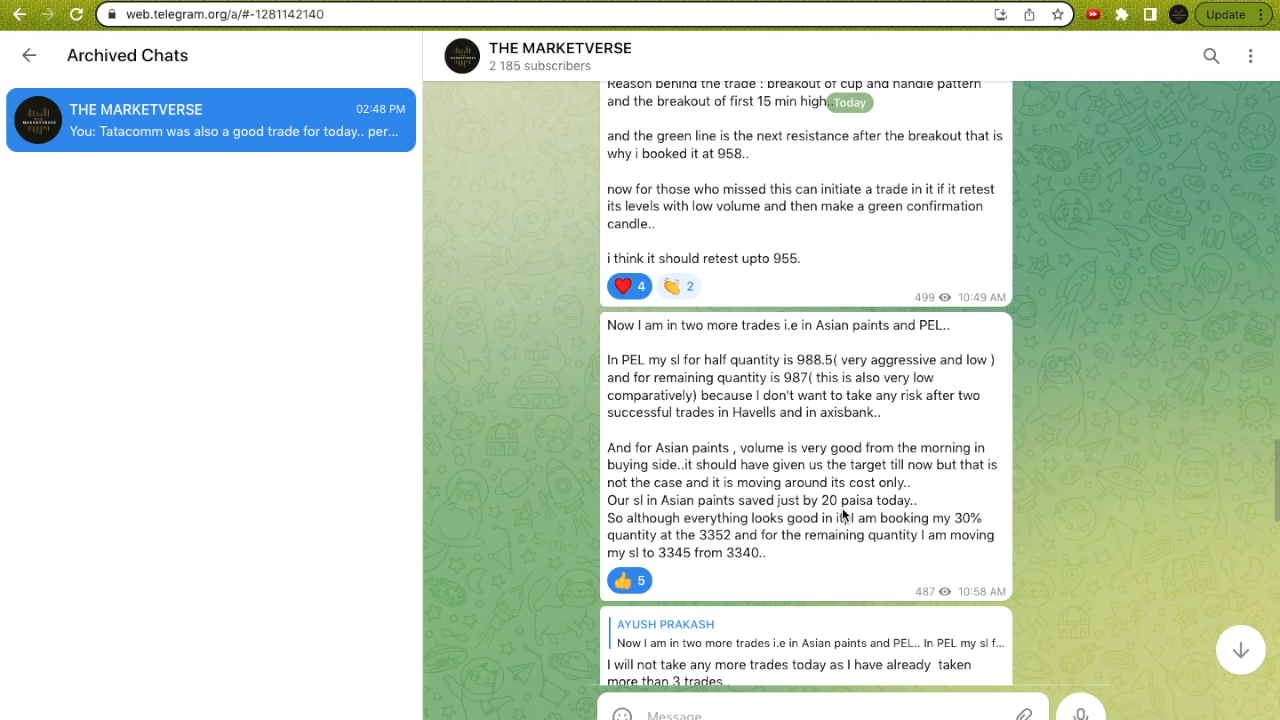 web.telegram.org/a/#-1281142140
Update
Archived Chats
THE MARKETVERSE
02:48 PM
You: Tatacomm was also a good trade for today.. per...
THE MARKETVERSE
2 185 subscribers
Reason behind the trade : breakout of cup and handle pattern
and the breakout of first 15 min high..
Today
and the green line is the next resistance after the breakout that is
why i booked it at 958..
now for those who missed this can initiate a trade in it if it retest
its levels with low volume and then make a green confirmation
candle..
i think it should retest upto 955.
4
2
499 10:49 AM
Now I am in two more trades i.e in Asian paints and PEL..
In PEL my sl for half quantity is 988.5( very aggressive and low )
and for remaining quantity is 987( this is also very low
comparatively) because I don't want to take any risk after two
successful trades in Havells and in axisbank..
And for Asian paints , volume is very good from the morning in
buying side..it should have given us the target till now but that is
not the case and it is moving around its cost only..
Our sl in Asian paints saved just by 20 paisa today..
So although everything looks good in it I am booking my 30%
quantity at the 3352 and for the remaining quantity I am moving
my sl to 3345 from 3340..
5
487 10:58 AM
AYUSH PRAKASH
Now I am in two more trades i.e in Asian paints and PEL.. In PEL my sl f...
I will not take any more trades today as I have already taken
more than 3 trades..
Message